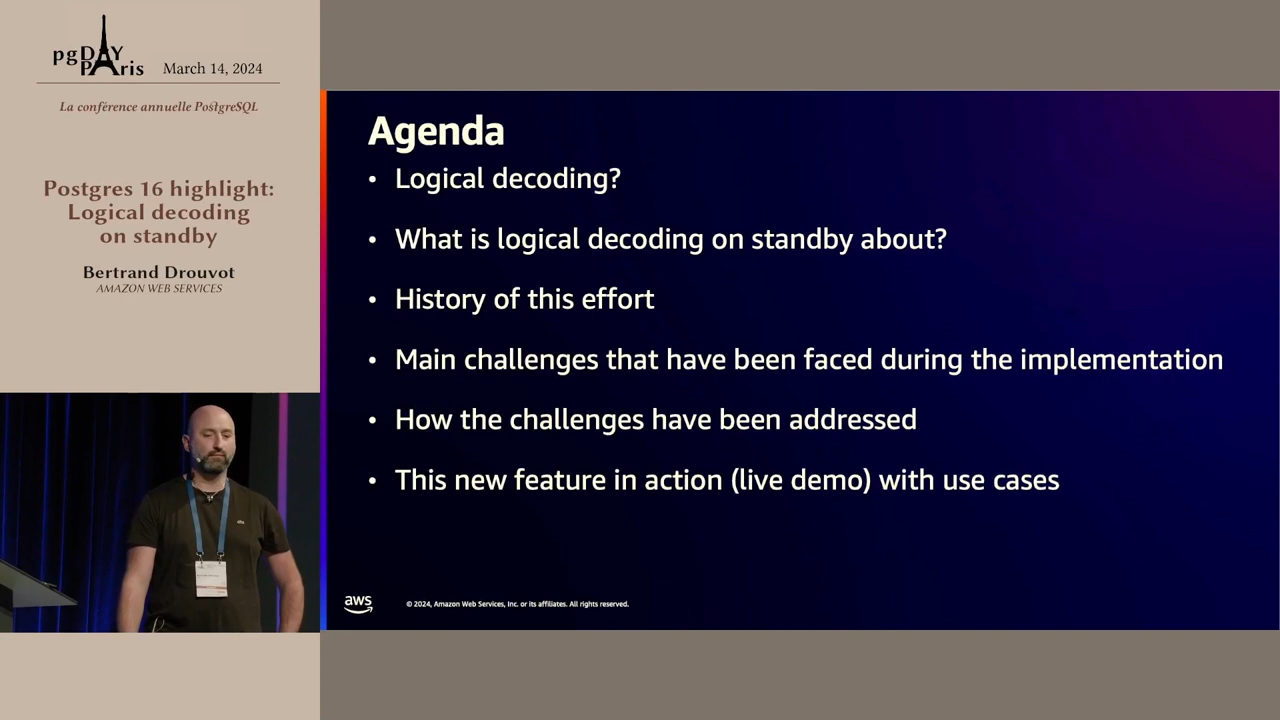 pgDAY
PAris
March 14, 2024
La conférence annuelle PostgreSQL
Postgres 16 highlight:
Logical decoding
on standby
Bertrand Drouvot
AMAZON WEB SERVICES
Agenda
• Logical decoding?
• What is logical decoding on standby about?
• History of this effort
• Main challenges that have been faced during the implementation
• How the challenges have been addressed
• This new feature in action (live demo) with use cases
aws
© 2024, Amazon Web Services, Inc. or its affiliates. All rights reserved.